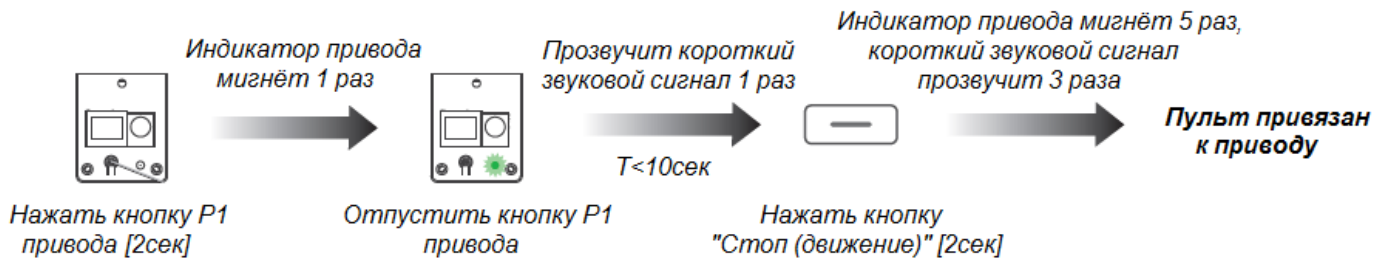 Индикатор привода
мигнёт 1 раз
Прозвучит короткий
звуковой сигнал 1 раз
Индикатор привода мигнёт 5 раз,
короткий звуковой сигнал
прозвучит 3 раза
Т<10сек
Пульт привязан
к приводу
Нажать кнопку Р1
привода [2сек]
Отпустить кнопку Р1
привода
Нажать кнопку
"Стоп (движение)" [2сек]